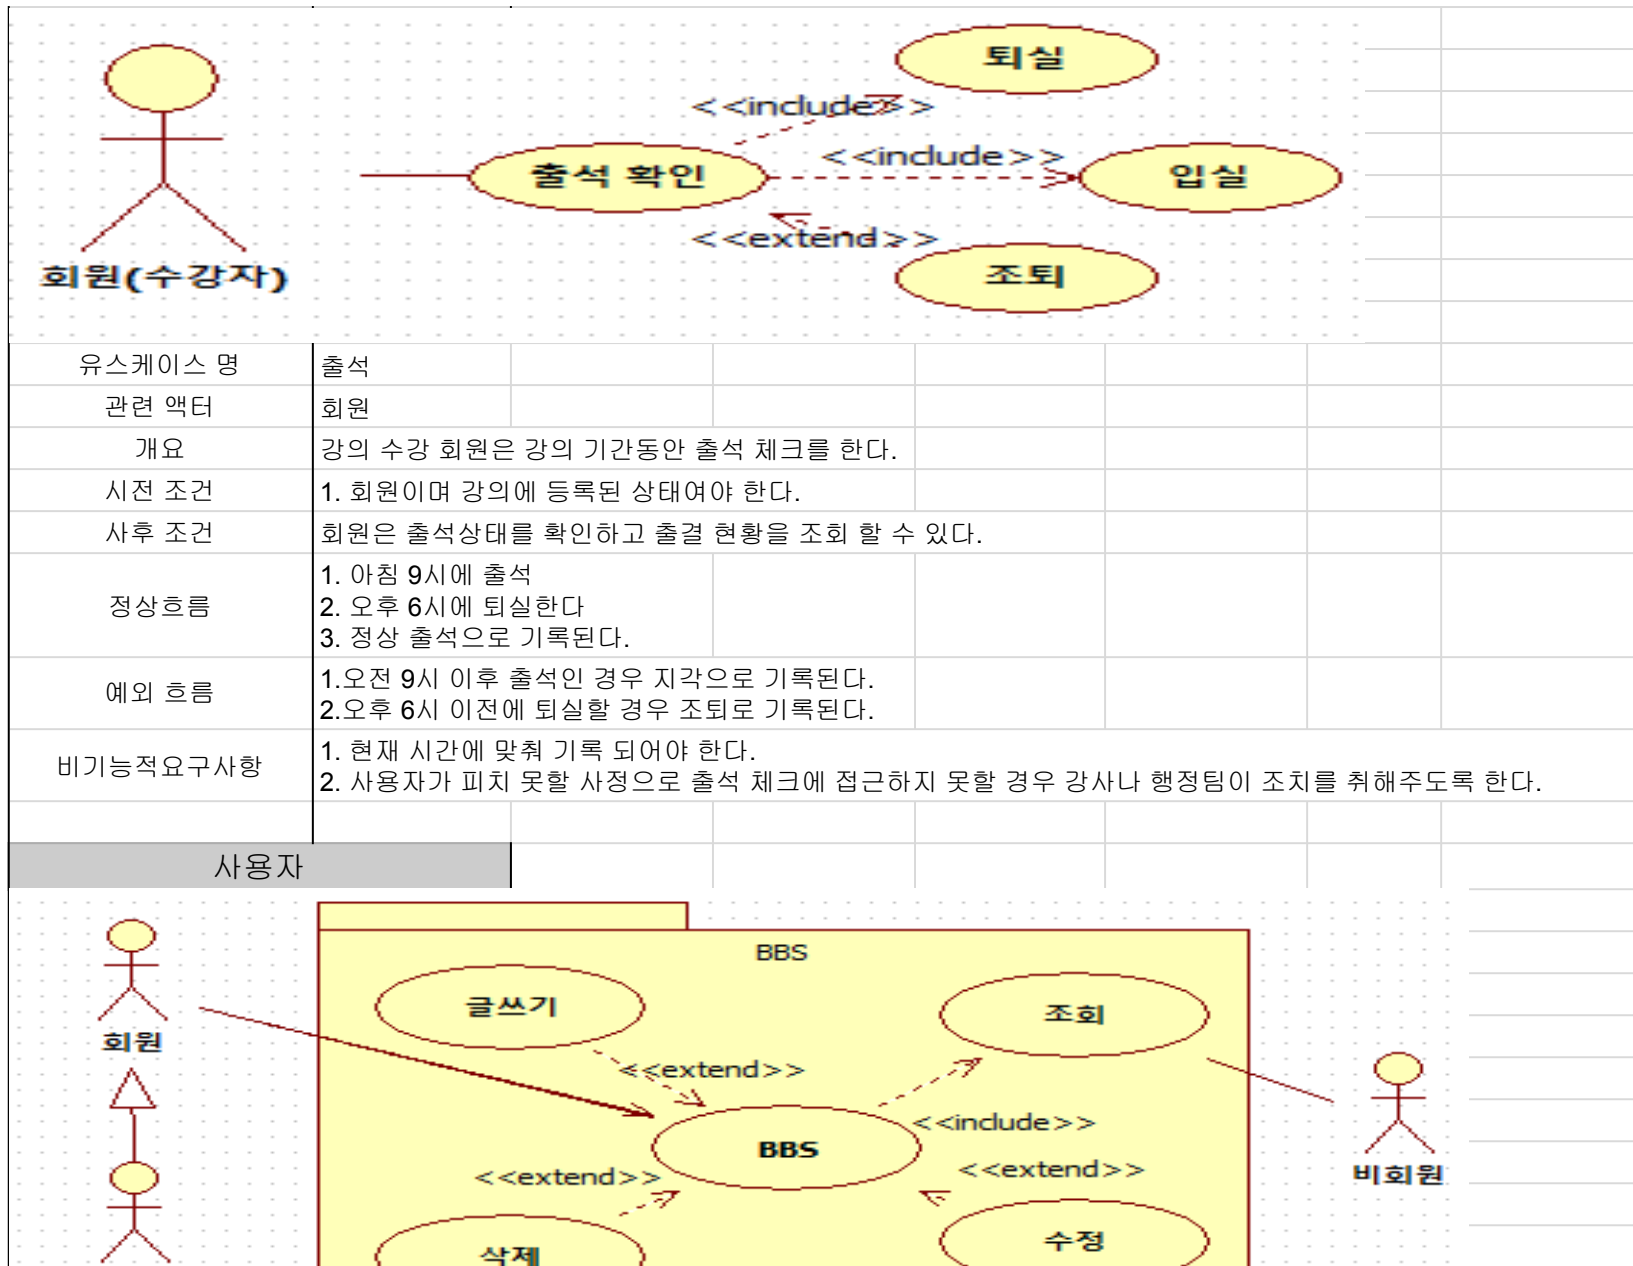 퇴실
<<include>>
<<include>>
출석 확인
입실
<<extend>>
조퇴
회원(수강자)
유스케이스 명
출석
관련 액터
회원
개요
강의 수강 회원은 강의 기간동안 출석 체크를 한다.
시전 조건
1. 회원이며 강의에 등록된 상태여야 한다.
사후 조건
회원은 출석상태를 확인하고 출결 현황을 조회 할 수 있다.
정상흐름
1. 아침 9시에 출석
2. 오후 6시에 퇴실한다
3. 정상 출석으로 기록된다.
예외 흐름
1.오전 9시 이후 출석인 경우 지각으로 기록된다.
2.오후 6시 이전에 퇴실할 경우 조퇴로 기록된다.
비기능적요구사항
1. 현재 시간에 맞춰 기록 되어야 한다.
2. 사용자가 피치 못할 사정으로 출석 체크에 접근하지 못할 경우 강사나 행정팀이 조치를 취해주도록 한다.
사용자
BBS
글쓰기
조회
회원
<<extend>>
<<include>>
BBS
<<extend>>
<<extend>>
비회원
수정
삭제